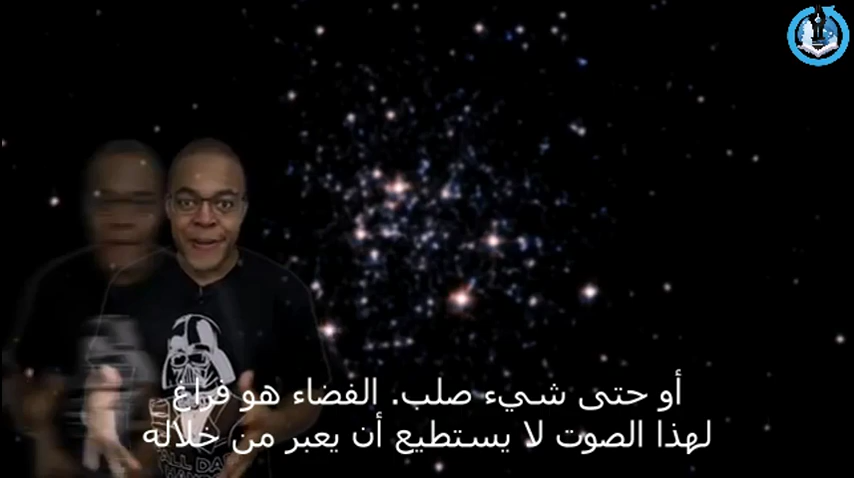 أو حتى شيء صلب. الفضاء هو فراغ
لهذا الصوت لا يستطيع أن يعبر من خلاله